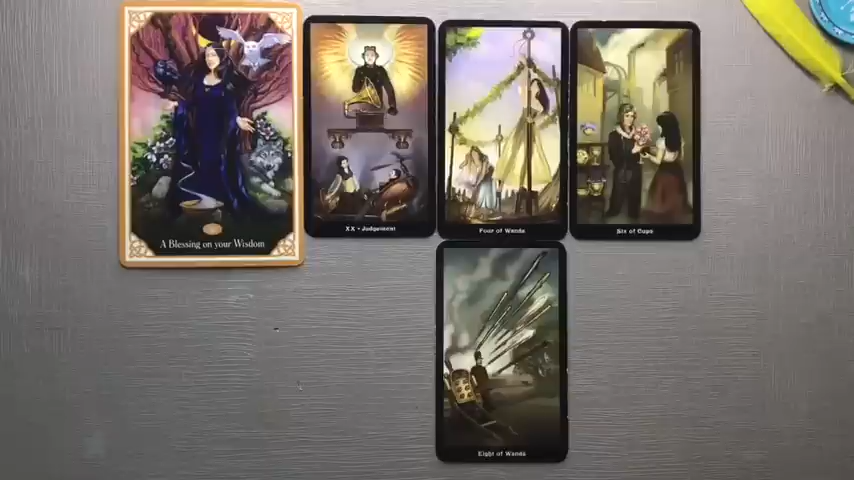 A Blessing on your Wisdom
XX • Judgement
Four of Wands
Six of Cups
Eight of Wands